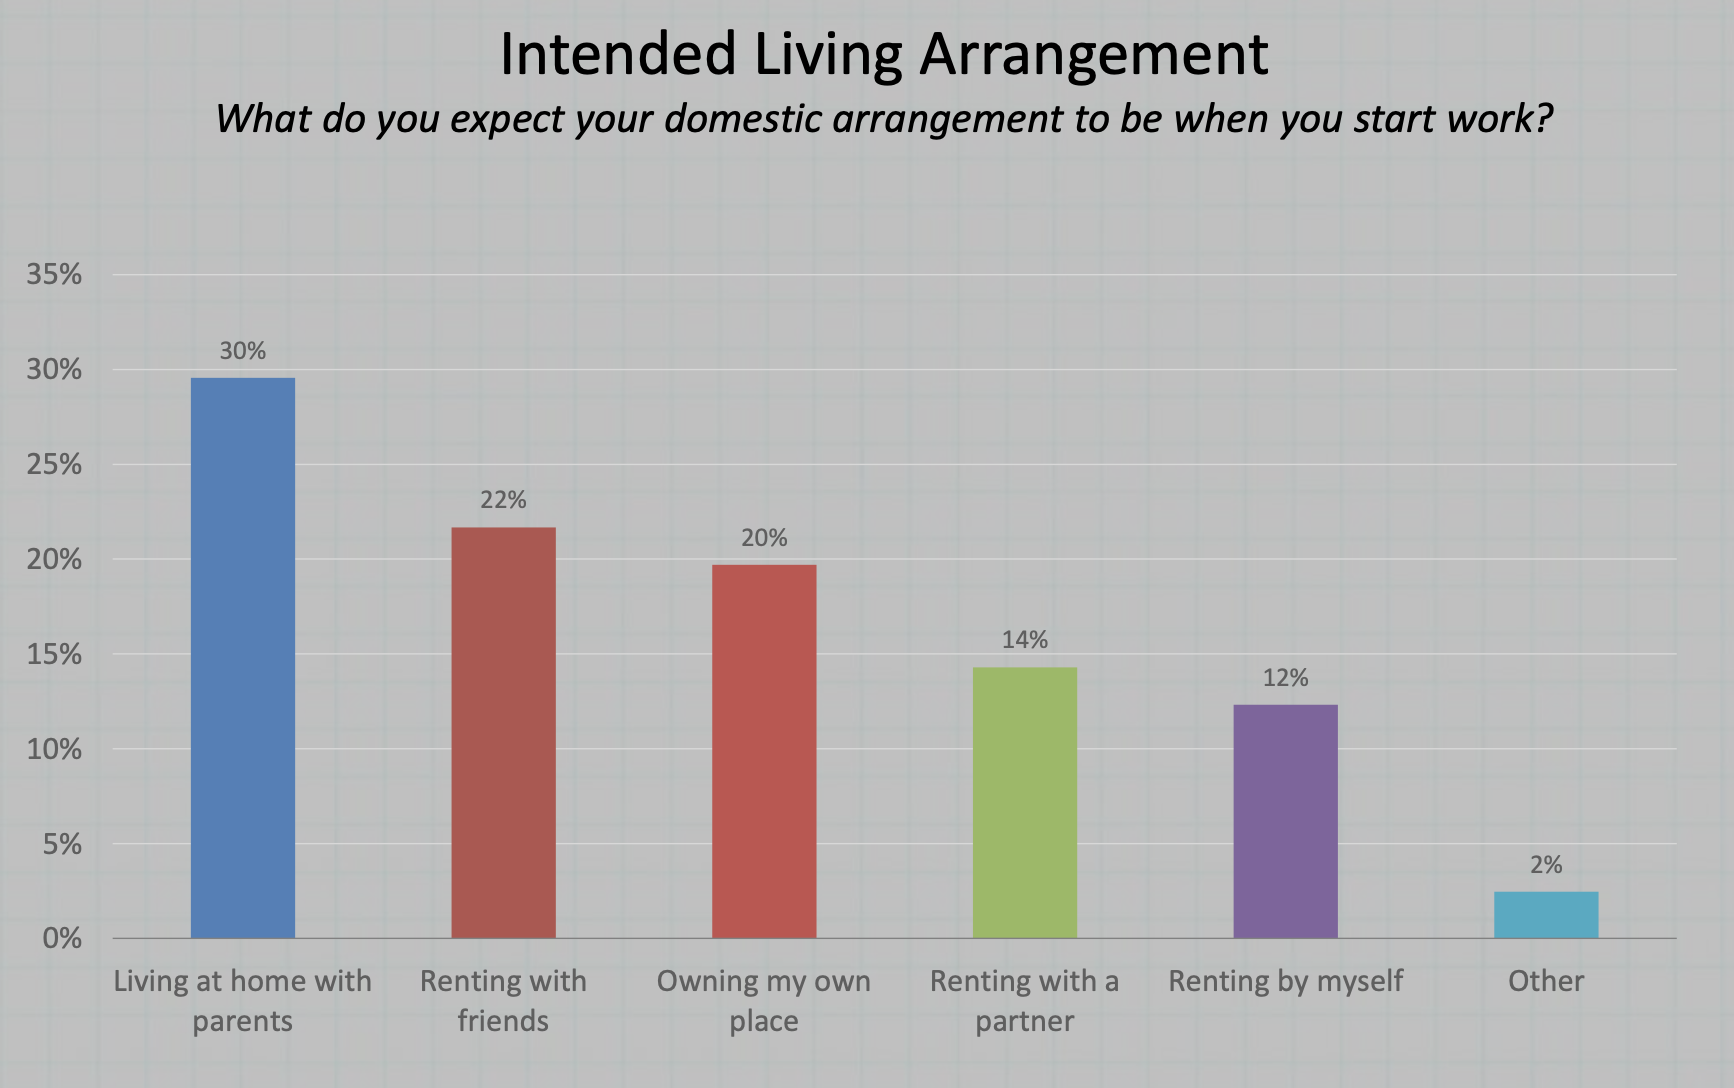 Intended Living Arrangement
What do you expect your domestic arrangement to be when you start work?
35%
30%
25%
20%
15%
10%
5%
0%
30%
22%
20%
14%
12%
2%
Living at home with
parents
Renting with
friends
Owning my own
place
Renting with a
partner
Renting by myself
Other